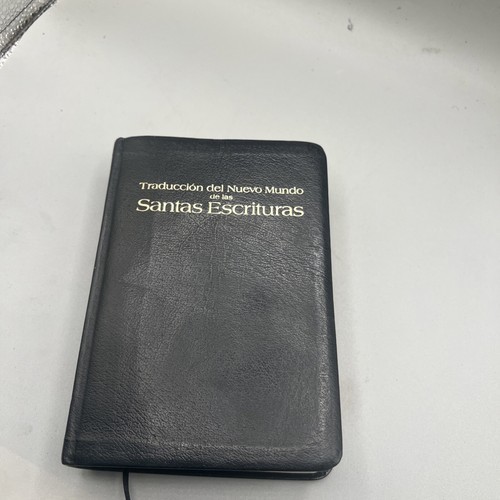 Traducción del Nuevo Mundo
de las
Santas Escrituras